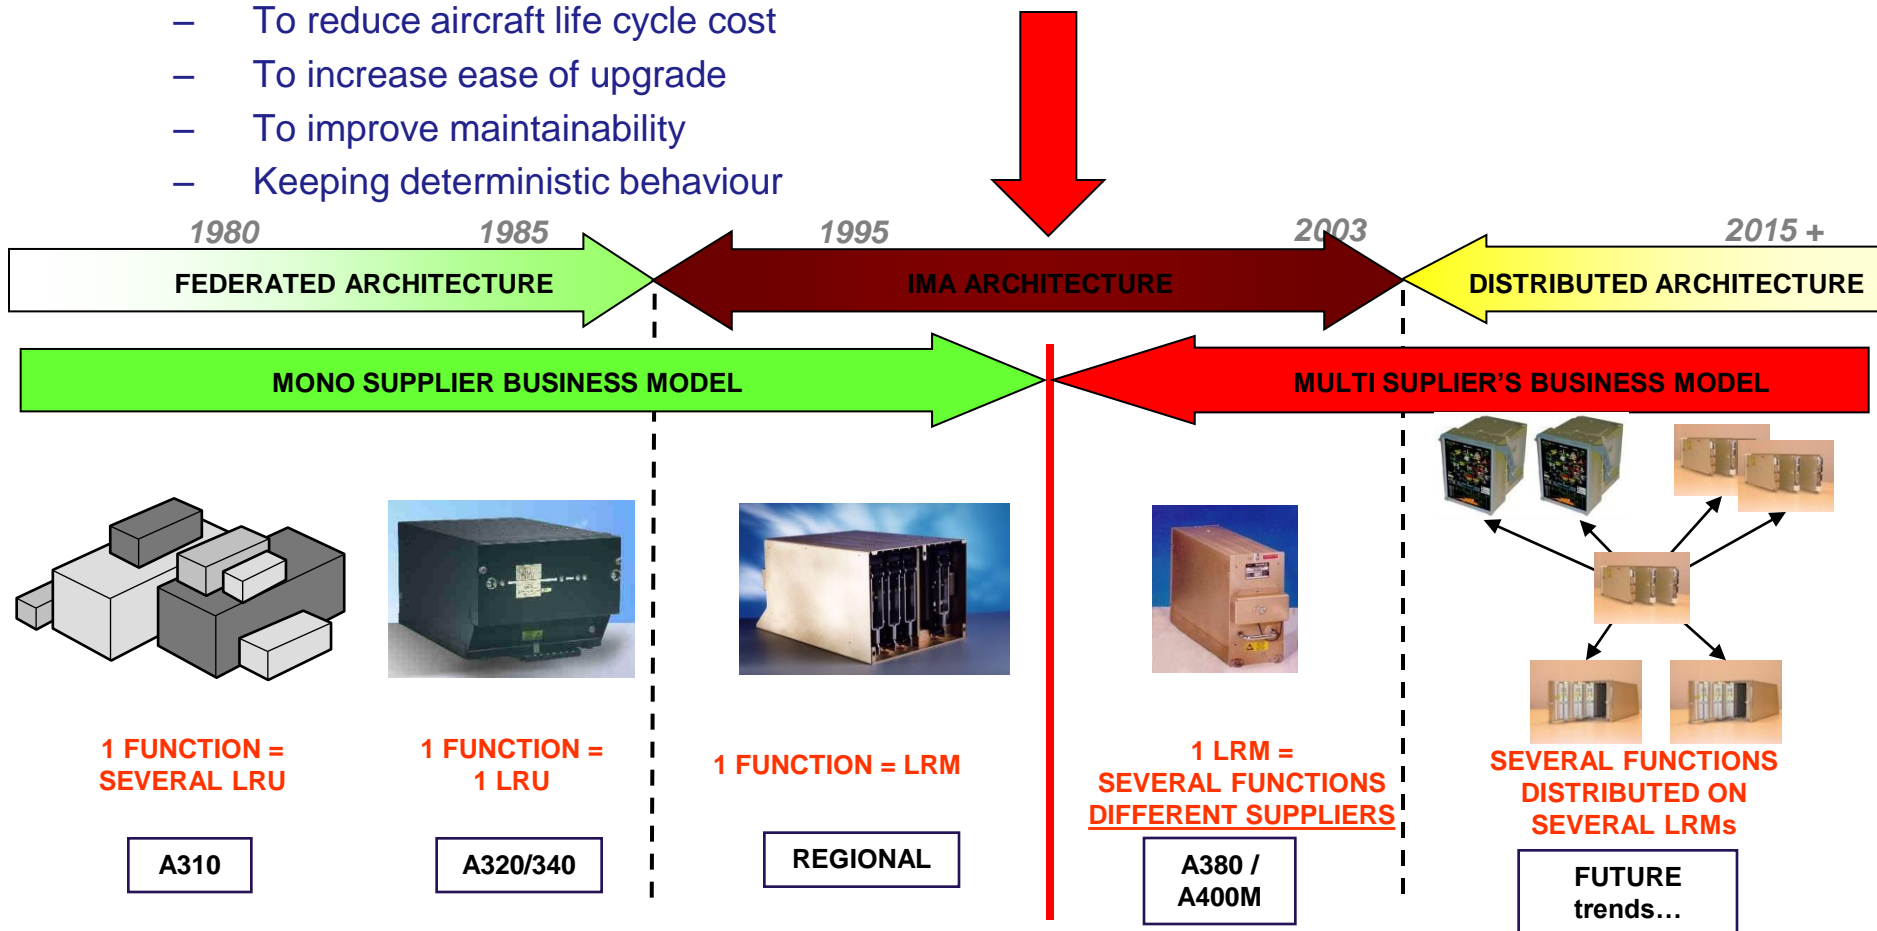 – To reduce aircraft life cycle cost
– To increase ease of upgrade
– To improve maintainability
– Keeping deterministic behaviour
1980 1985 1995 2003 2015 +
FEDERATED ARCHITECTURE IMA ARCHITECTURE DISTRIBUTED ARCHITECTURE
MONO SUPPLIER BUSINESS MODEL MULTI SUPLIER’S BUSINESS MODEL
1 FUNCTION =
SEVERAL LRU
1 FUNCTION =
1 LRU
1 FUNCTION = LRM
1 LRM =
SEVERAL FUNCTIONS
DIFFERENT SUPPLIERS
SEVERAL FUNCTIONS
DISTRIBUTED ON
SEVERAL LRMs
A310
A320/340
REGIONAL
A380 /
A400M
FUTURE
trends…